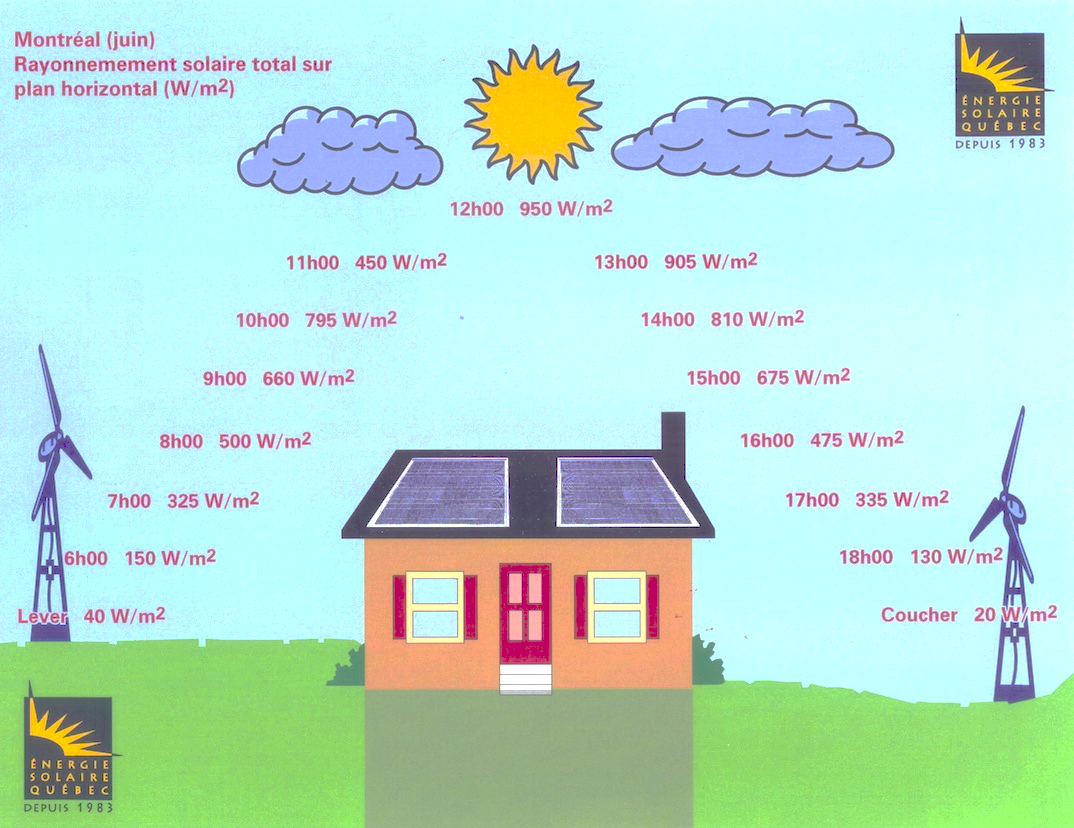 Montréal (juin)
Rayonnemement solaire total sur
plan horizontal (W/m2)
ÉNERGIE
SOLAIRE
QUÉBEC
DEPUIS 1983
12h00 950 W/m2
11h00 450 W/m2
13h00 905 W/m2
10h00 795 W/m2
14h00 810 W/m2
9h00 660 W/m2
15h00 675 W/m2
8h00 500 W/m2
16h00 475 W/m2
7h00 325 W/m2
17h00 335 W/m2
6h00 150 W/m2
18h00 130 W/m2
Lever 40 W/m2
Coucher 20 W/m2
ÉNERGIE
SOLAIRE
QUÉBEC
DEPUIS 1983